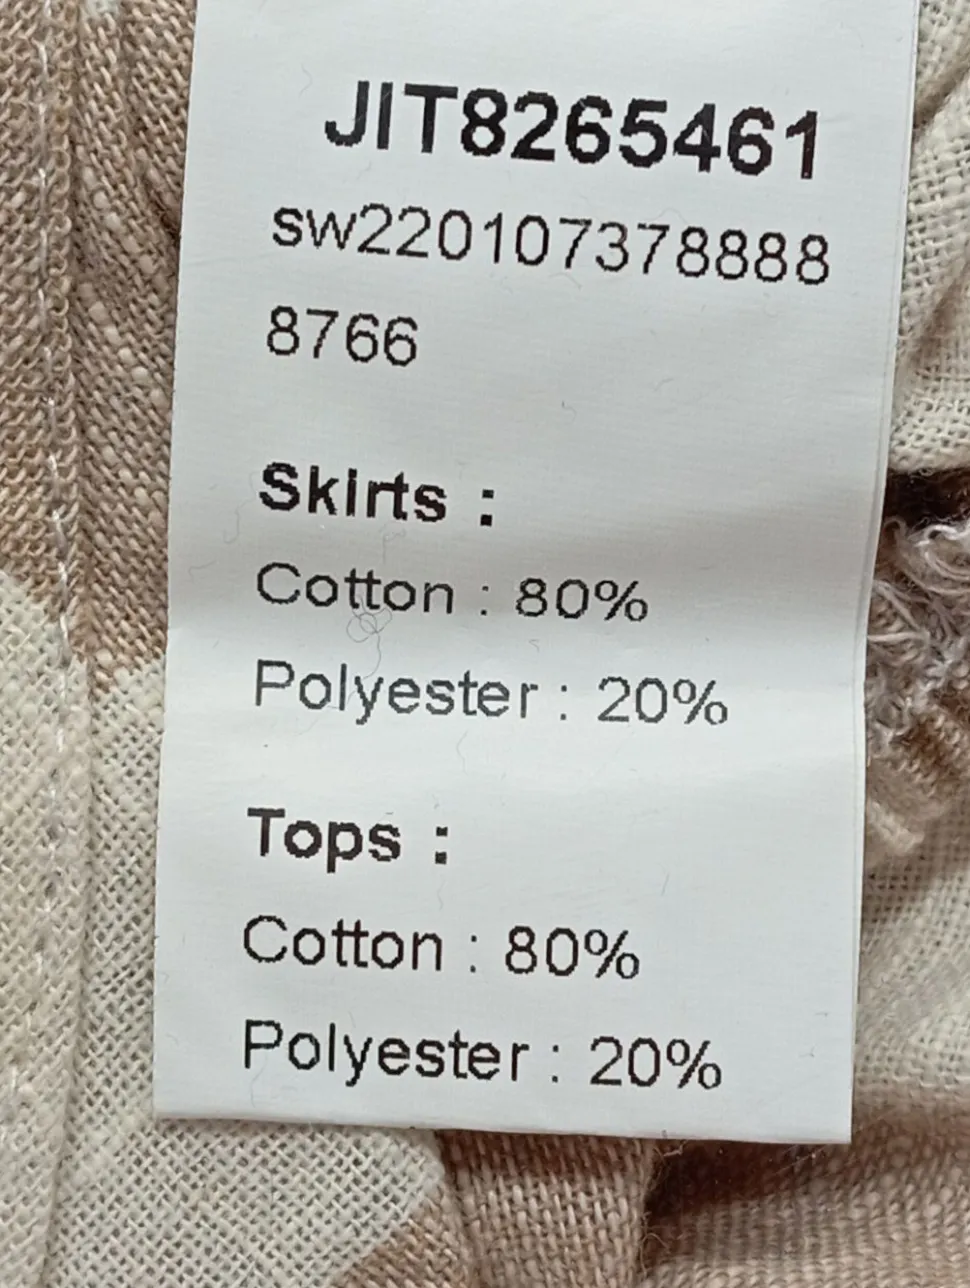 JIT8265461
sw220107378888
8766
Skirts :
Cotton : 80%
Polyester : 20%
Tops :
Cotton : 80%
Polyester : 20%